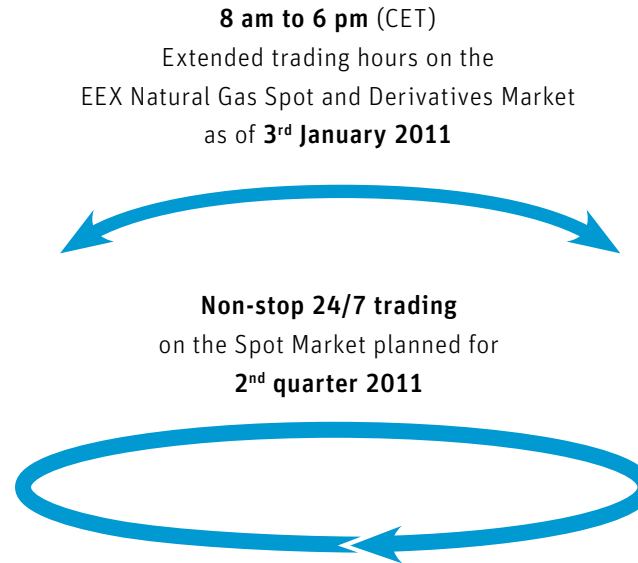 8 am to 6 pm (CET)
Extended trading hours on the
EEX Natural Gas Spot and Derivatives Market
as of 3rd January 2011
Non-stop 24/7 trading
on the Spot Market planned for
2nd quarter 2011